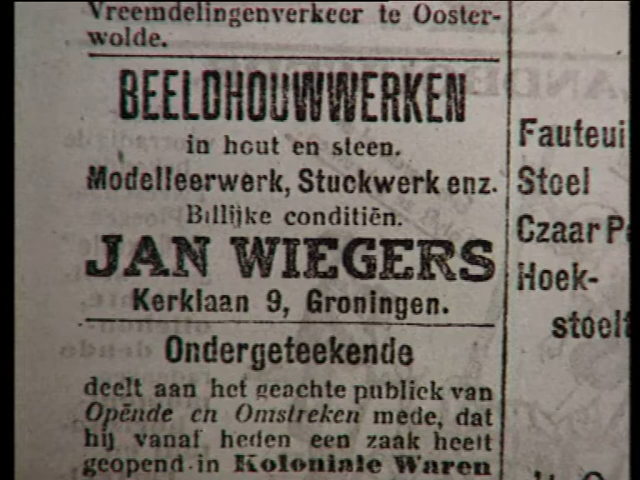 Vreemdelingenverkeer te Ooster-
wolde.
BEELDHOUWWERKEN
in hout en steen.
Modelleerwerk, Stuckwerk enz.
Billijke conditiën.
JAN WIEGERS
Kerklaan 9, Groningen.
Ondergeteekende
deelt aan het geachte publiek van
Opënde en Omstreken mede, dat
hij vanaf heden een zaak heeft
geopend in Koloniale Waren
Fauteui
Stoel
Czaar P
Hoek-
stoelt